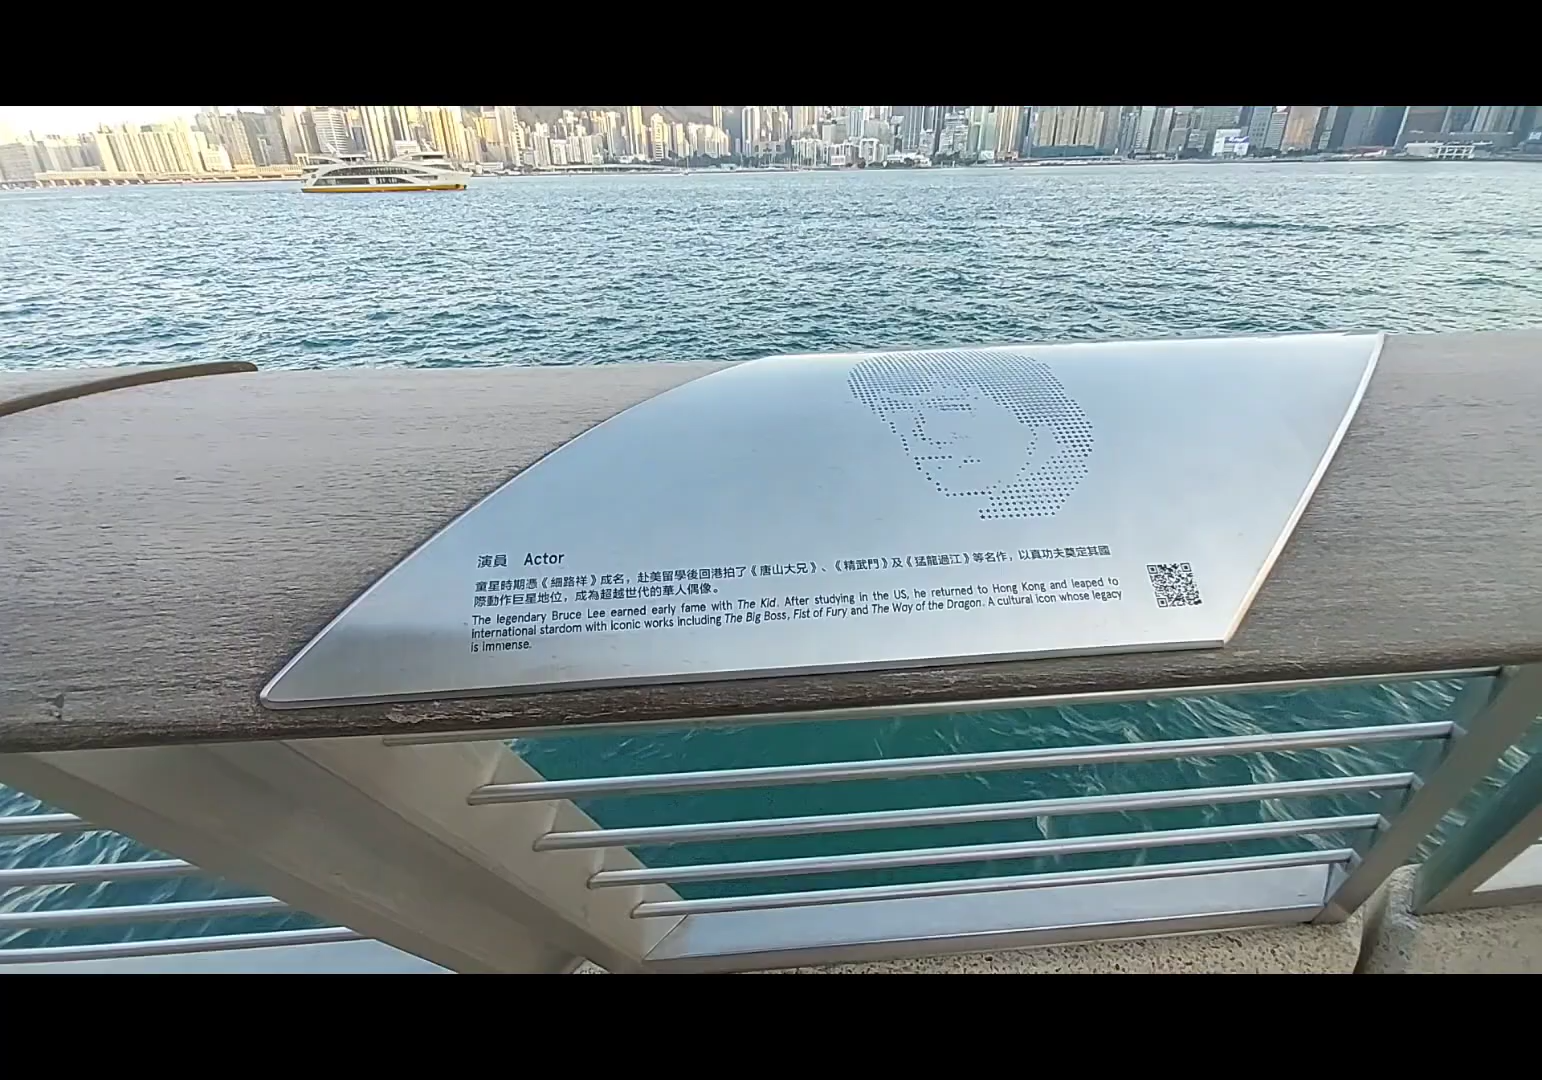 演員 Actor
童星時期憑《細路祥》成名，赴美留學後回港拍了《唐山大兄》、《精武門》及《猛龍過江》等名作，以真功夫奠定其國
際動作巨星地位，成為超越世代的華人偶像。
The legendary Bruce Lee earned early fame with The Kid. After studying in the US, he returned to Hong Kong and leaped to
international stardom with iconic works including The Big Boss, Fist of Fury and The Way of the Dragon. A cultural icon whose legacy
is immense.